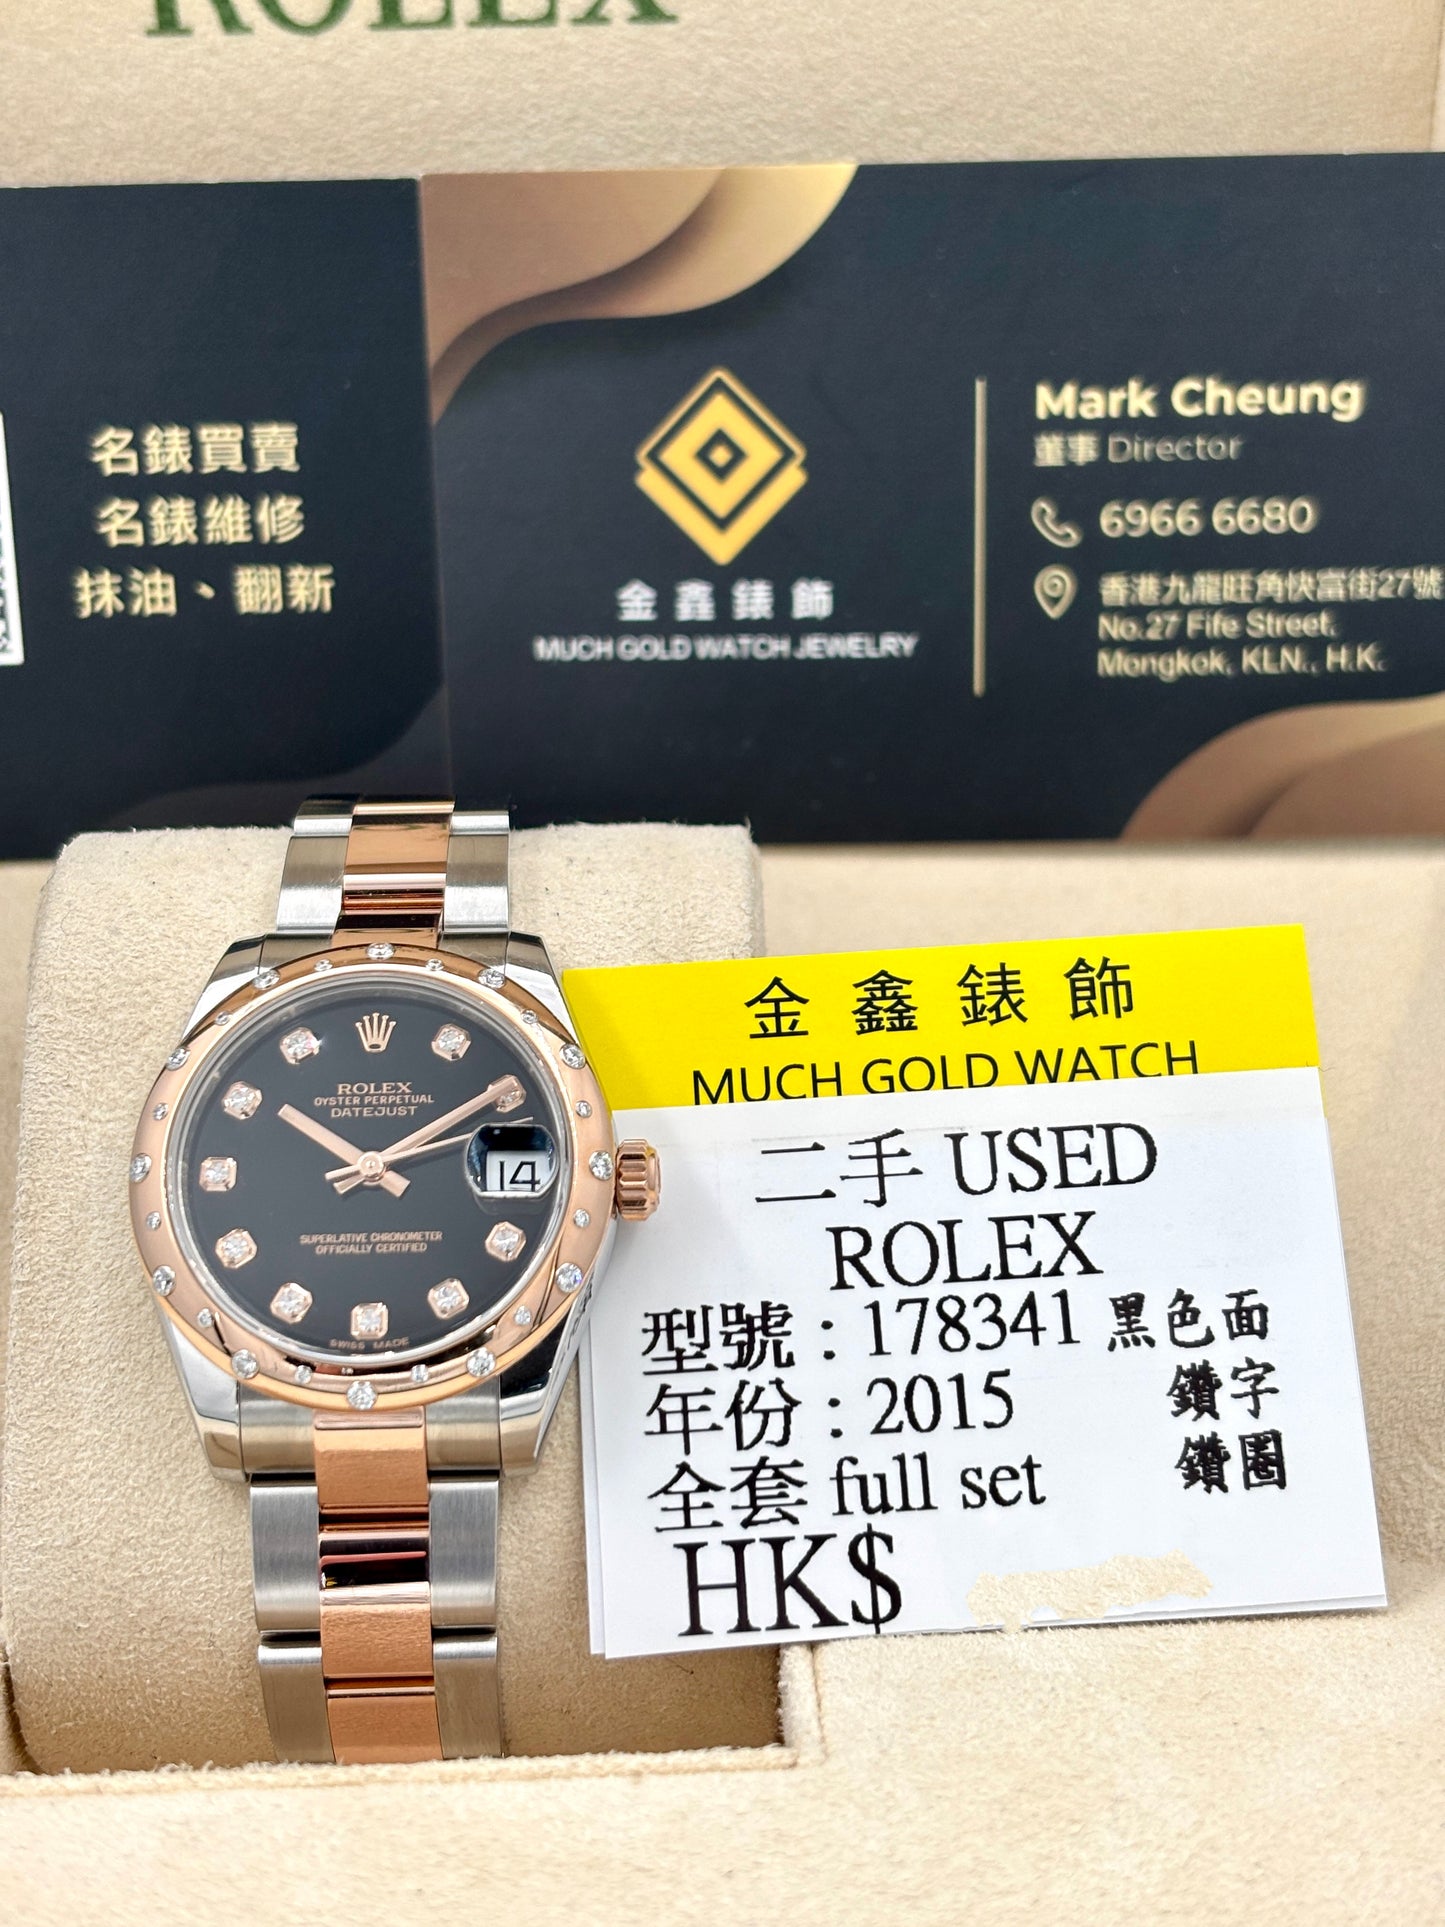 ROLEX
名錶買賣
名錶維修
抹油、翻新
金鑫錶飾
MUCH GOLD WATCH JEWELRY
Mark Cheung
董事 Director
6966 6680
香港九龍旺角快富街27號
No.27 Fife Street,
Mongkok, KLN., H.K.
ROLEX
OYSTER PERPETUAL
DATEJUST
14
SUPERLATIVE CHRONOMETER
OFFICIALLY CERTIFIED
SWISS MADE
金鑫錶飾
MUCH GOLD WATCH
二手 USED
ROLEX
型號：178341 黑色面
年份：2015 鑽字
全套 full set 鑽圈
HK$